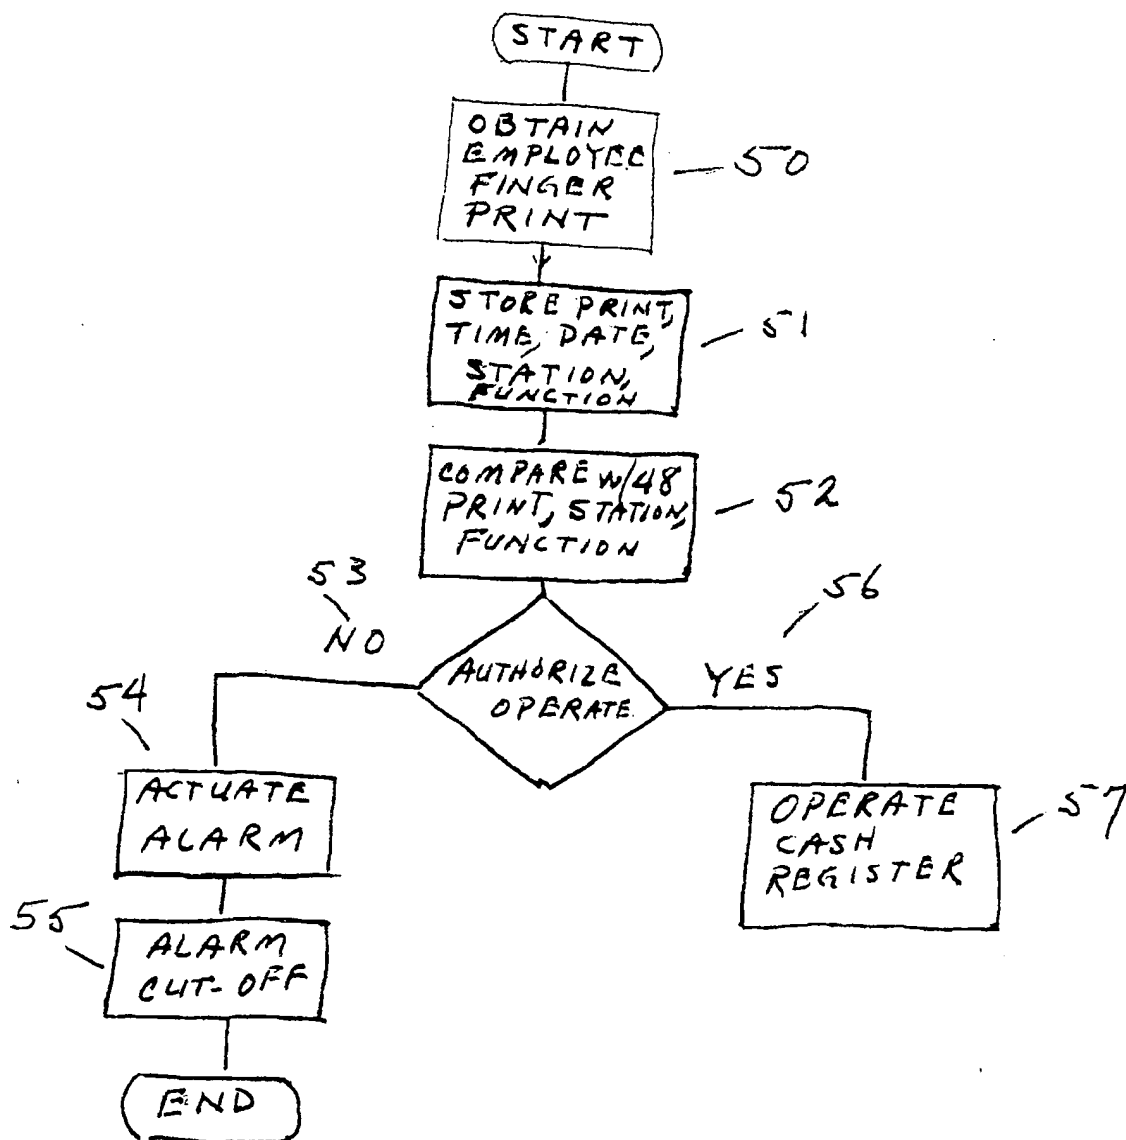 START
OBTAIN
EMPLOYEE
FINGER
PRINT
50
STORE PRINT,
TIME, DATE,
STATION,
FUNCTION
51
COMPARE W/48
PRINT, STATION,
FUNCTION
52
53
NO
AUTHORIZE
OPERATE
56
YES
54
ACTUATE
ALARM
OPERATE
CASH
REGISTER
57
55
ALARM
CUT-OFF
END